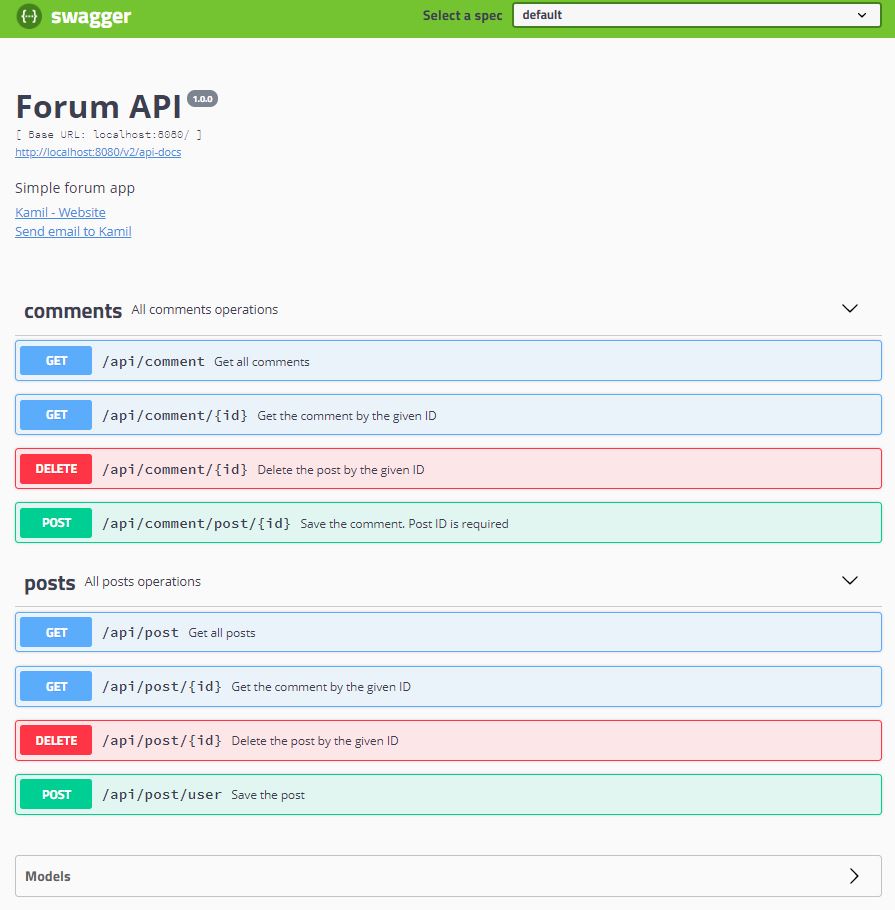 {···} swagger Select a spec default
Forum API 1.0.0
[ Base URL: localhost:8080/ ]
http://localhost:8080/v2/api-docs
Simple forum app
Kamil - Website
Send email to Kamil
comments All comments operations
GET /api/comment Get all comments
GET /api/comment/{id} Get the comment by the given ID
DELETE /api/comment/{id} Delete the post by the given ID
POST /api/comment/post/{id} Save the comment. Post ID is required
posts All posts operations
GET /api/post Get all posts
GET /api/post/{id} Get the comment by the given ID
DELETE /api/post/{id} Delete the post by the given ID
POST /api/post/user Save the post
Models